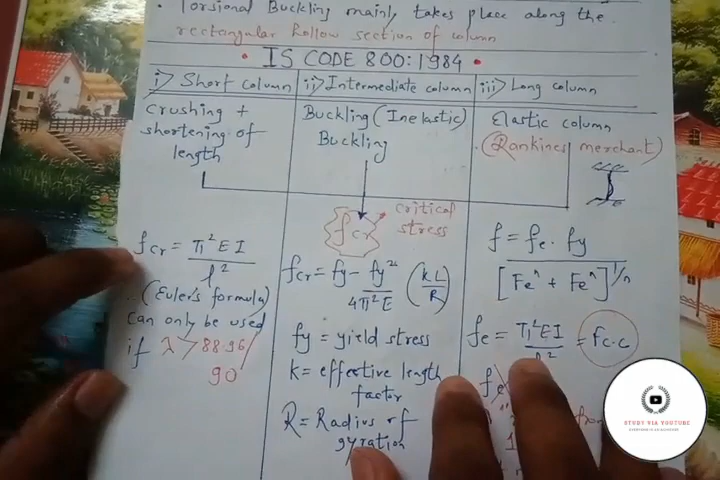 • Torsional Buckling mainly takes place along the
rectangular hollow section of column
• IS CODE 800:1984 •
i) Short column
crushing +
shortening of
length
fcr = π²EI / l²
(Euler's formula)
can only be used
if λ > 88.96/
90
ii) Intermediate column
Buckling (Inelastic)
Buckling
fcr
critical
stress
fcr = fy - fy² / 4π²E (kL/R)
fy = yield stress
k = effective length
factor
R = Radius of
gyration
iii) Long column
Elastic column
(Rankines merchant)
f = fe . fy / [Feⁿ + Feⁿ]^1/n
fe = π²EI / l² = fc.c
STUDY VIA YOUTUBE